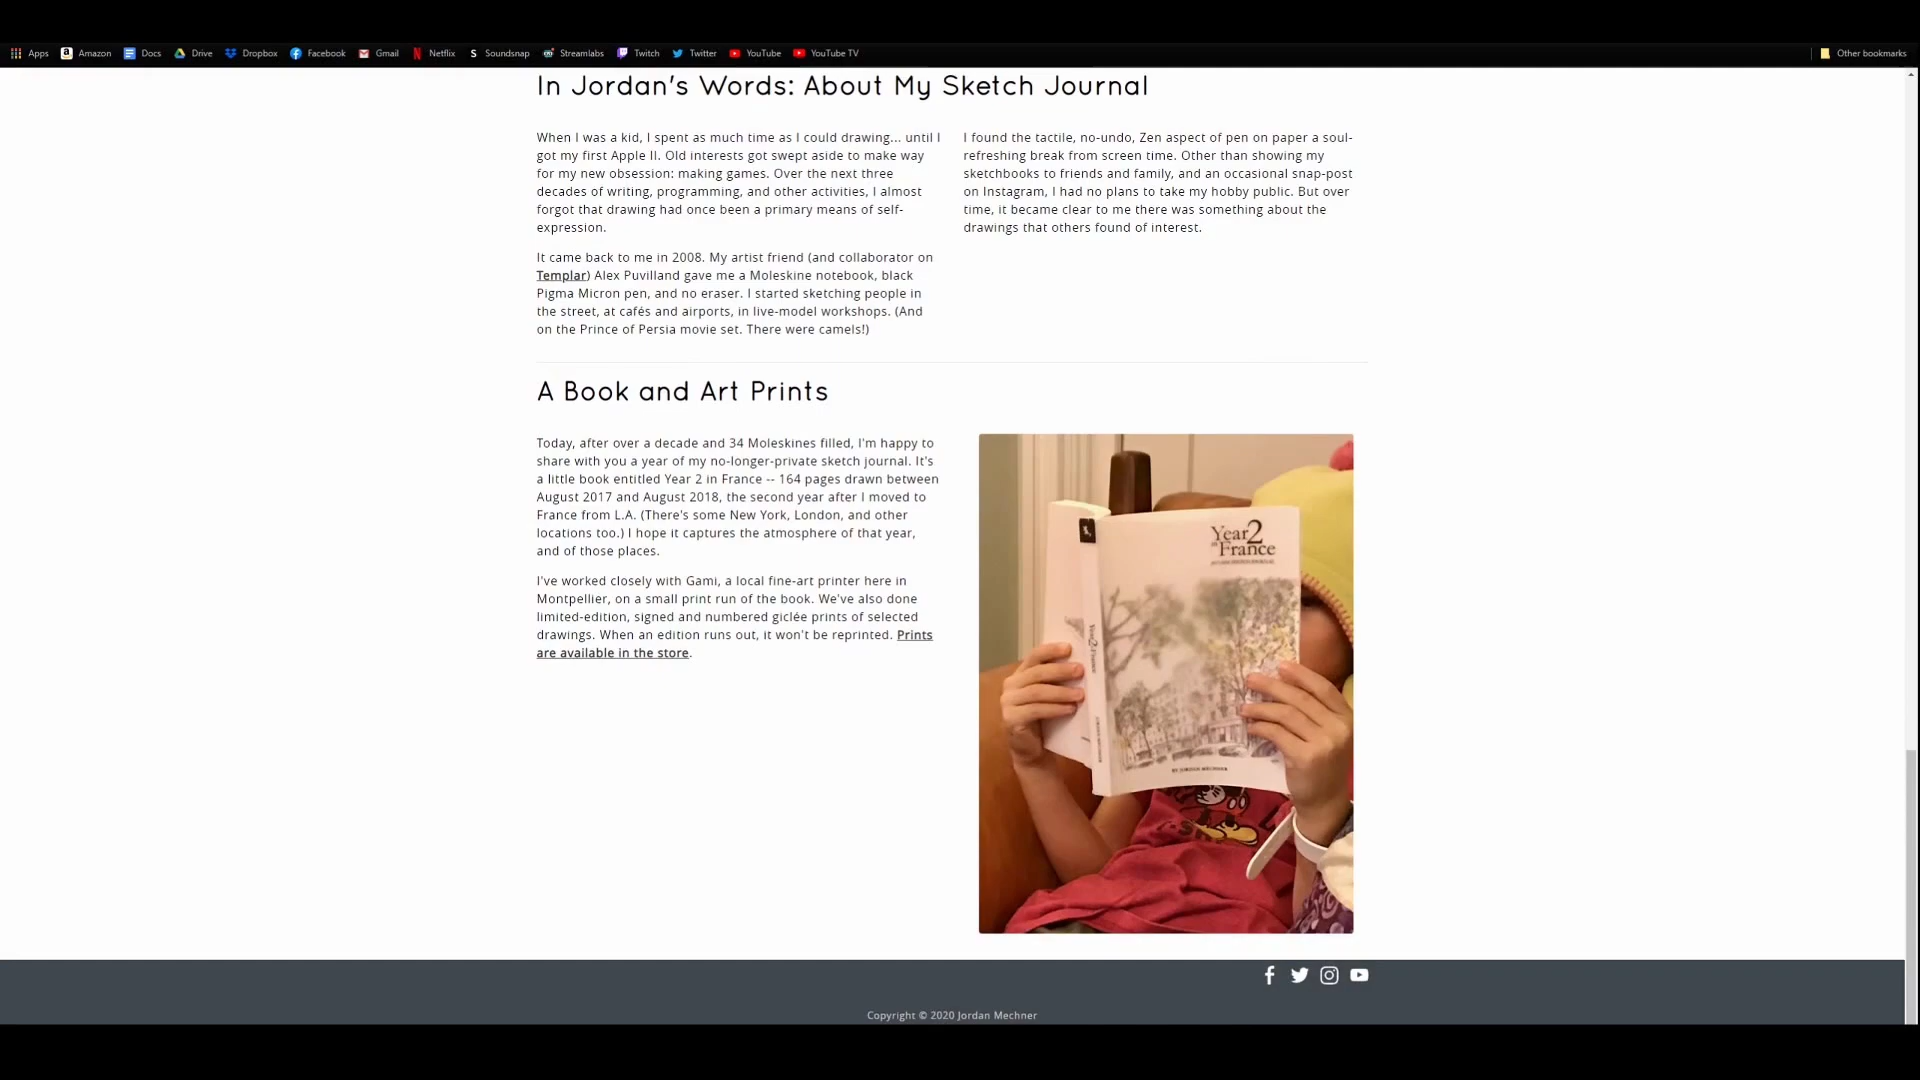 Apps Amazon Docs Drive Dropbox Facebook Gmail Netflix Soundsnap Streamlabs Twitch Twitter YouTube YouTube TV Other bookmarks
In Jordan's Words: About My Sketch Journal
When I was a kid, I spent as much time as I could drawing... until I
got my first Apple II. Old interests got swept aside to make way
for my new obsession: making games. Over the next three
decades of writing, programming, and other activities, I almost
forgot that drawing had once been a primary means of self-
expression.
It came back to me in 2008. My artist friend (and collaborator on
Templar) Alex Puvilland gave me a Moleskine notebook, black
Pigma Micron pen, and no eraser. I started sketching people in
the street, at cafés and airports, in live-model workshops. (And
on the Prince of Persia movie set. There were camels!)
I found the tactile, no-undo, Zen aspect of pen on paper a soul-
refreshing break from screen time. Other than showing my
sketchbooks to friends and family, and an occasional snap-post
on Instagram, I had no plans to take my hobby public. But over
time, it became clear to me there was something about the
drawings that others found of interest.
A Book and Art Prints
Today, after over a decade and 34 Moleskines filled, I'm happy to
share with you a year of my no-longer-private sketch journal. It's
a little book entitled Year 2 in France -- 164 pages drawn between
August 2017 and August 2018, the second year after I moved to
France from L.A. (There's some New York, London, and other
locations too.) I hope it captures the atmosphere of that year,
and of those places.
I've worked closely with Gami, a local fine-art printer here in
Montpellier, on a small print run of the book. We've also done
limited-edition, signed and numbered giclée prints of selected
drawings. When an edition runs out, it won't be reprinted. Prints
are available in the store.
Year 2
in France
BY JORDAN MECHNER
Year 2 in France
JORDAN MECHNER
Copyright © 2020 Jordan Mechner